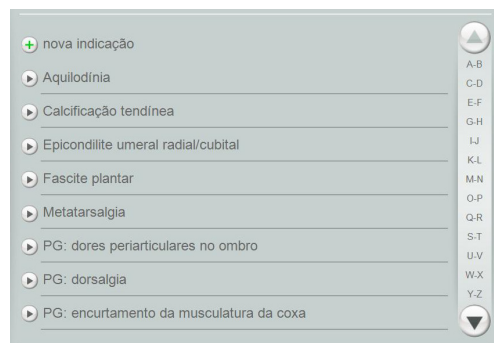 nova indicação
Aquilodínia
Calcificação tendínea
Epicondilite umeral radial/cubital
Fascite plantar
Metatarsalgia
PG: dores periarticulares no ombro
PG: dorsalgia
PG: encurtamento da musculatura da coxa
A-B
C-D
E-F
G-H
I-J
K-L
M-N
O-P
Q-R
S-T
U-V
W-X
Y-Z